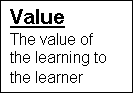 Value
The value of
the learning to
the learner